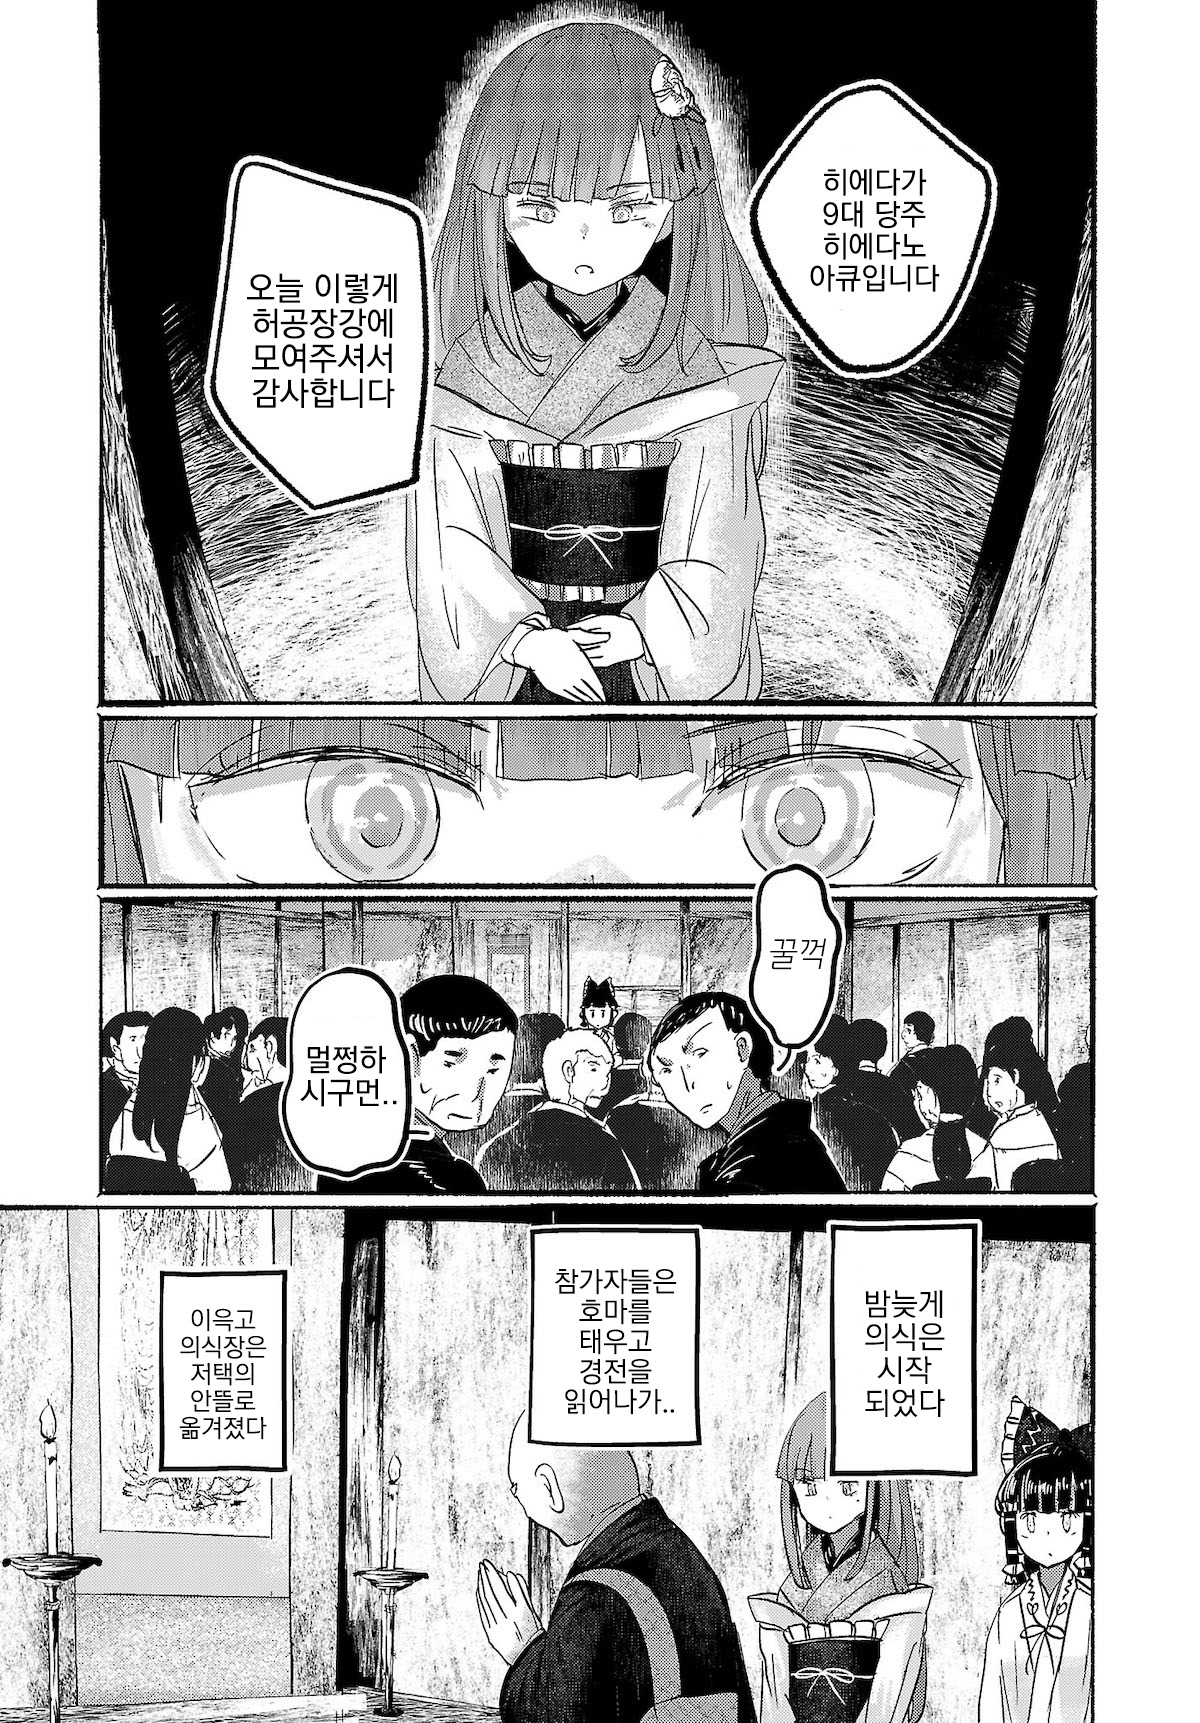 히에다가
9대 당주
히에다노
아큐입니다
오늘 이렇게
허공장강에
모여주셔서
감사합니다
꿀꺽
멀쩡하
시구먼..
밤늦게
의식은
시작
되었다
참가자들은
호마를
태우고
경전을
읽어나가..
이윽고
의식장은
저택의
안뜰로
옮겨졌다